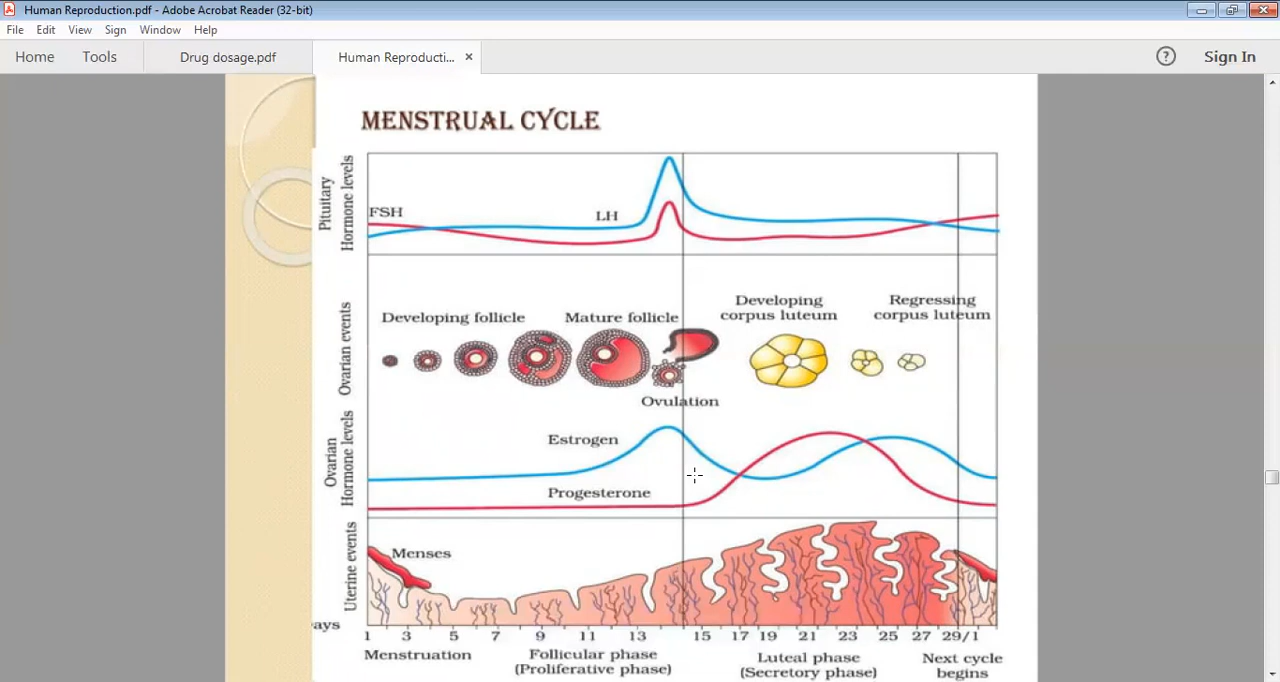 Human Reproduction.pdf - Adobe Acrobat Reader (32-bit)
File Edit View Sign Window Help
Home Tools Drug dosage.pdf Human Reproducti... × ? Sign In
MENSTRUAL CYCLE
Pituitary
Hormone levels
FSH
LH
Ovarian events
Developing follicle
Mature follicle
Developing
corpus luteum
Regressing
corpus luteum
Ovulation
Ovarian
Hormone levels
Estrogen
Progesterone
Uterine events
Menses
ays 1 3 5 7 9 11 13 15 17 19 21 23 25 27 29/1
Menstruation
Follicular phase
(Proliferative phase)
Luteal phase
(Secretory phase)
Next cycle
begins